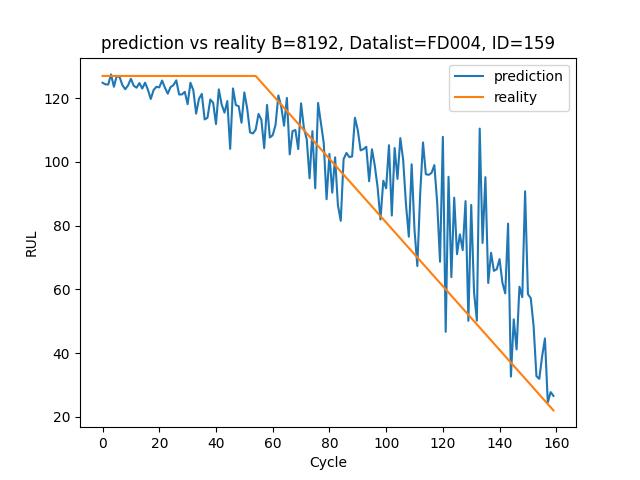 prediction vs reality B=8192, Datalist=FD004, ID=159
prediction
reality
RUL
120
100
80
60
40
20
0 20 40 60 80 100 120 140 160
Cycle